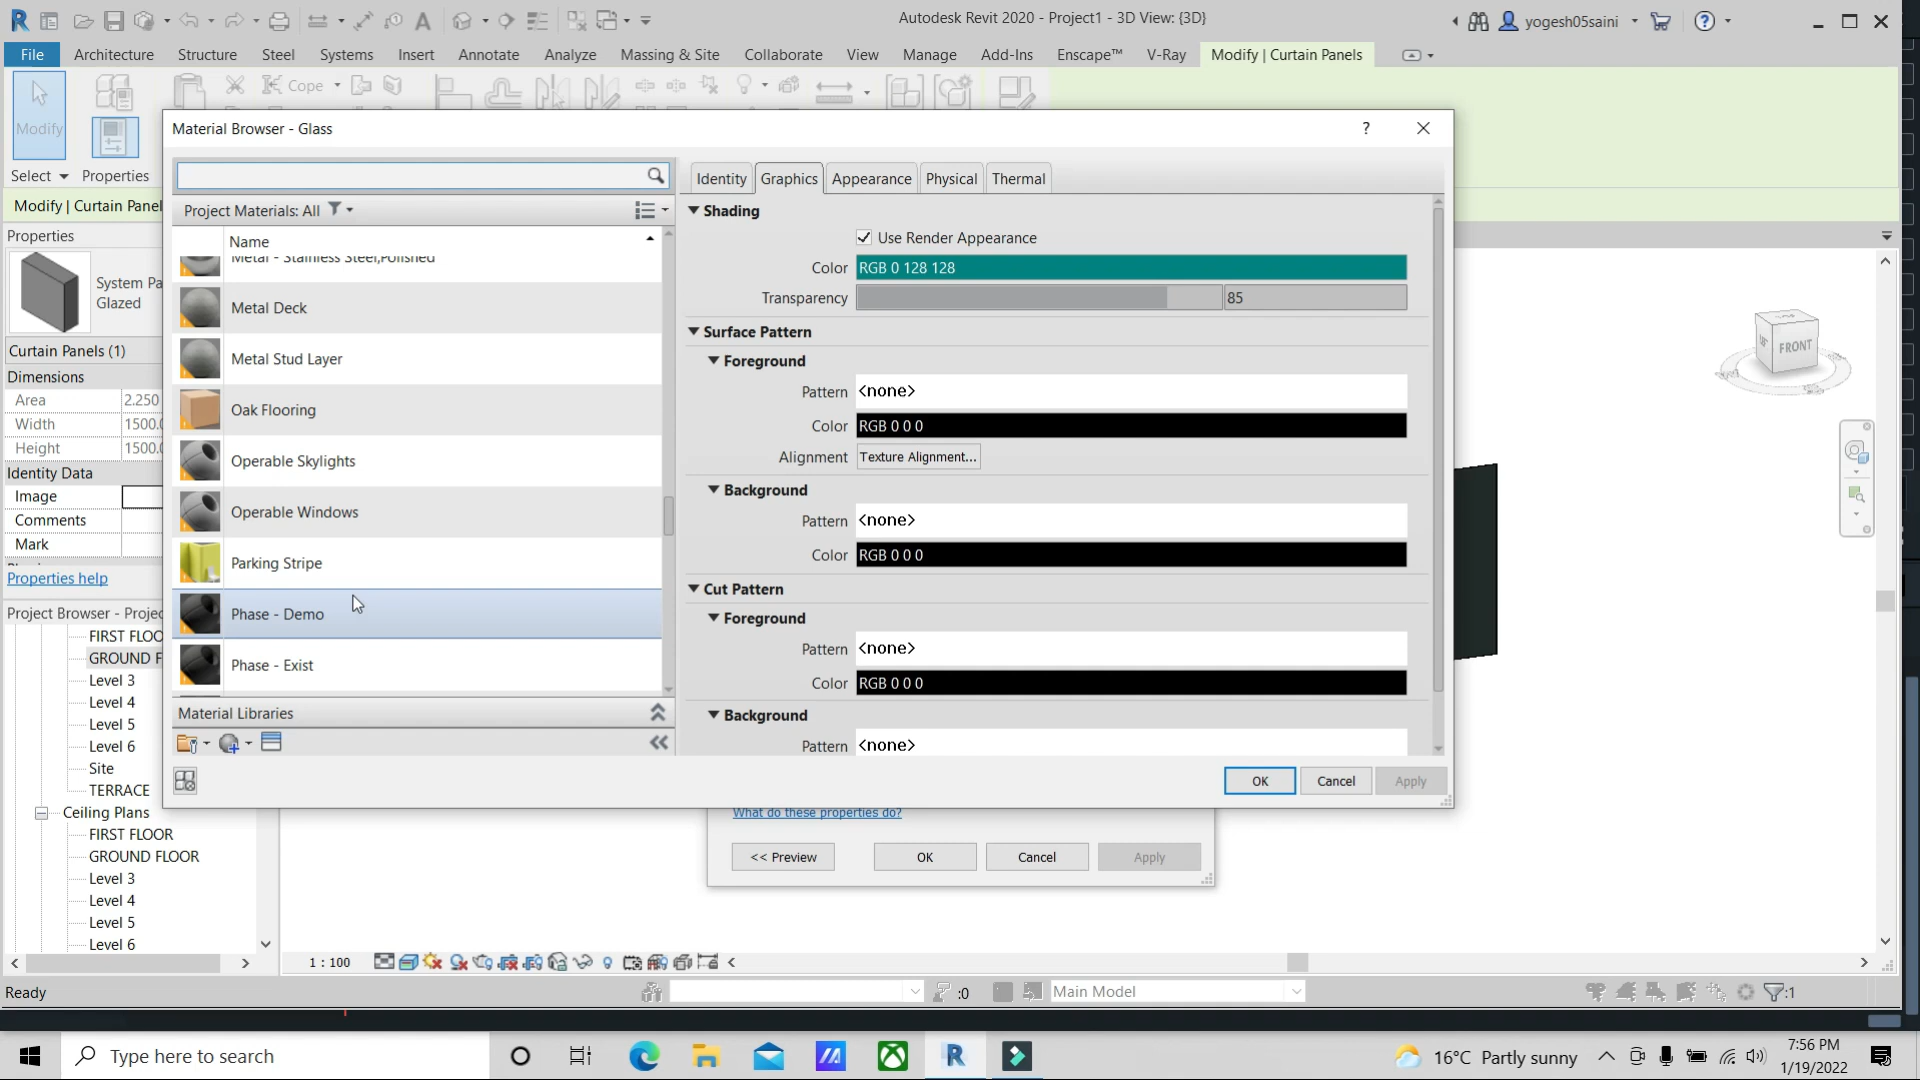 Autodesk Revit 2020 - Project1 - 3D View: {3D}
yogesh05saini
File
Architecture
Structure
Steel
Systems
Insert
Annotate
Analyze
Massing & Site
Collaborate
View
Manage
Add-Ins
Enscape™
V-Ray
Modify | Curtain Panels
Modify
Cope
Select
Properties
Modify | Curtain Panel
Properties
System Pa
Glazed
Curtain Panels (1)
Dimensions
Area 2.250
Width 1500.
Height 1500.
Identity Data
Image
Comments
Mark
Properties help
Project Browser - Projec
FIRST FLOO
GROUND F
Level 3
Level 4
Level 5
Level 6
Site
TERRACE
Ceiling Plans
FIRST FLOOR
GROUND FLOOR
Level 3
Level 4
Level 5
Level 6
Material Browser - Glass
?
Project Materials: All
Name
Metal - Stainless Steel,Polished
Metal Deck
Metal Stud Layer
Oak Flooring
Operable Skylights
Operable Windows
Parking Stripe
Phase - Demo
Phase - Exist
Material Libraries
Identity
Graphics
Appearance
Physical
Thermal
Shading
Use Render Appearance
Color RGB 0 128 128
Transparency 85
Surface Pattern
Foreground
Pattern <none>
Color RGB 0 0 0
Alignment Texture Alignment...
Background
Pattern <none>
Color RGB 0 0 0
Cut Pattern
Foreground
Pattern <none>
Color RGB 0 0 0
Background
Pattern <none>
OK
Cancel
Apply
What do these properties do?
<< Preview
OK
Cancel
Apply
FRONT
1 : 100
Ready
:0
Main Model
:1
Type here to search
16°C Partly sunny
7:56 PM
1/19/2022